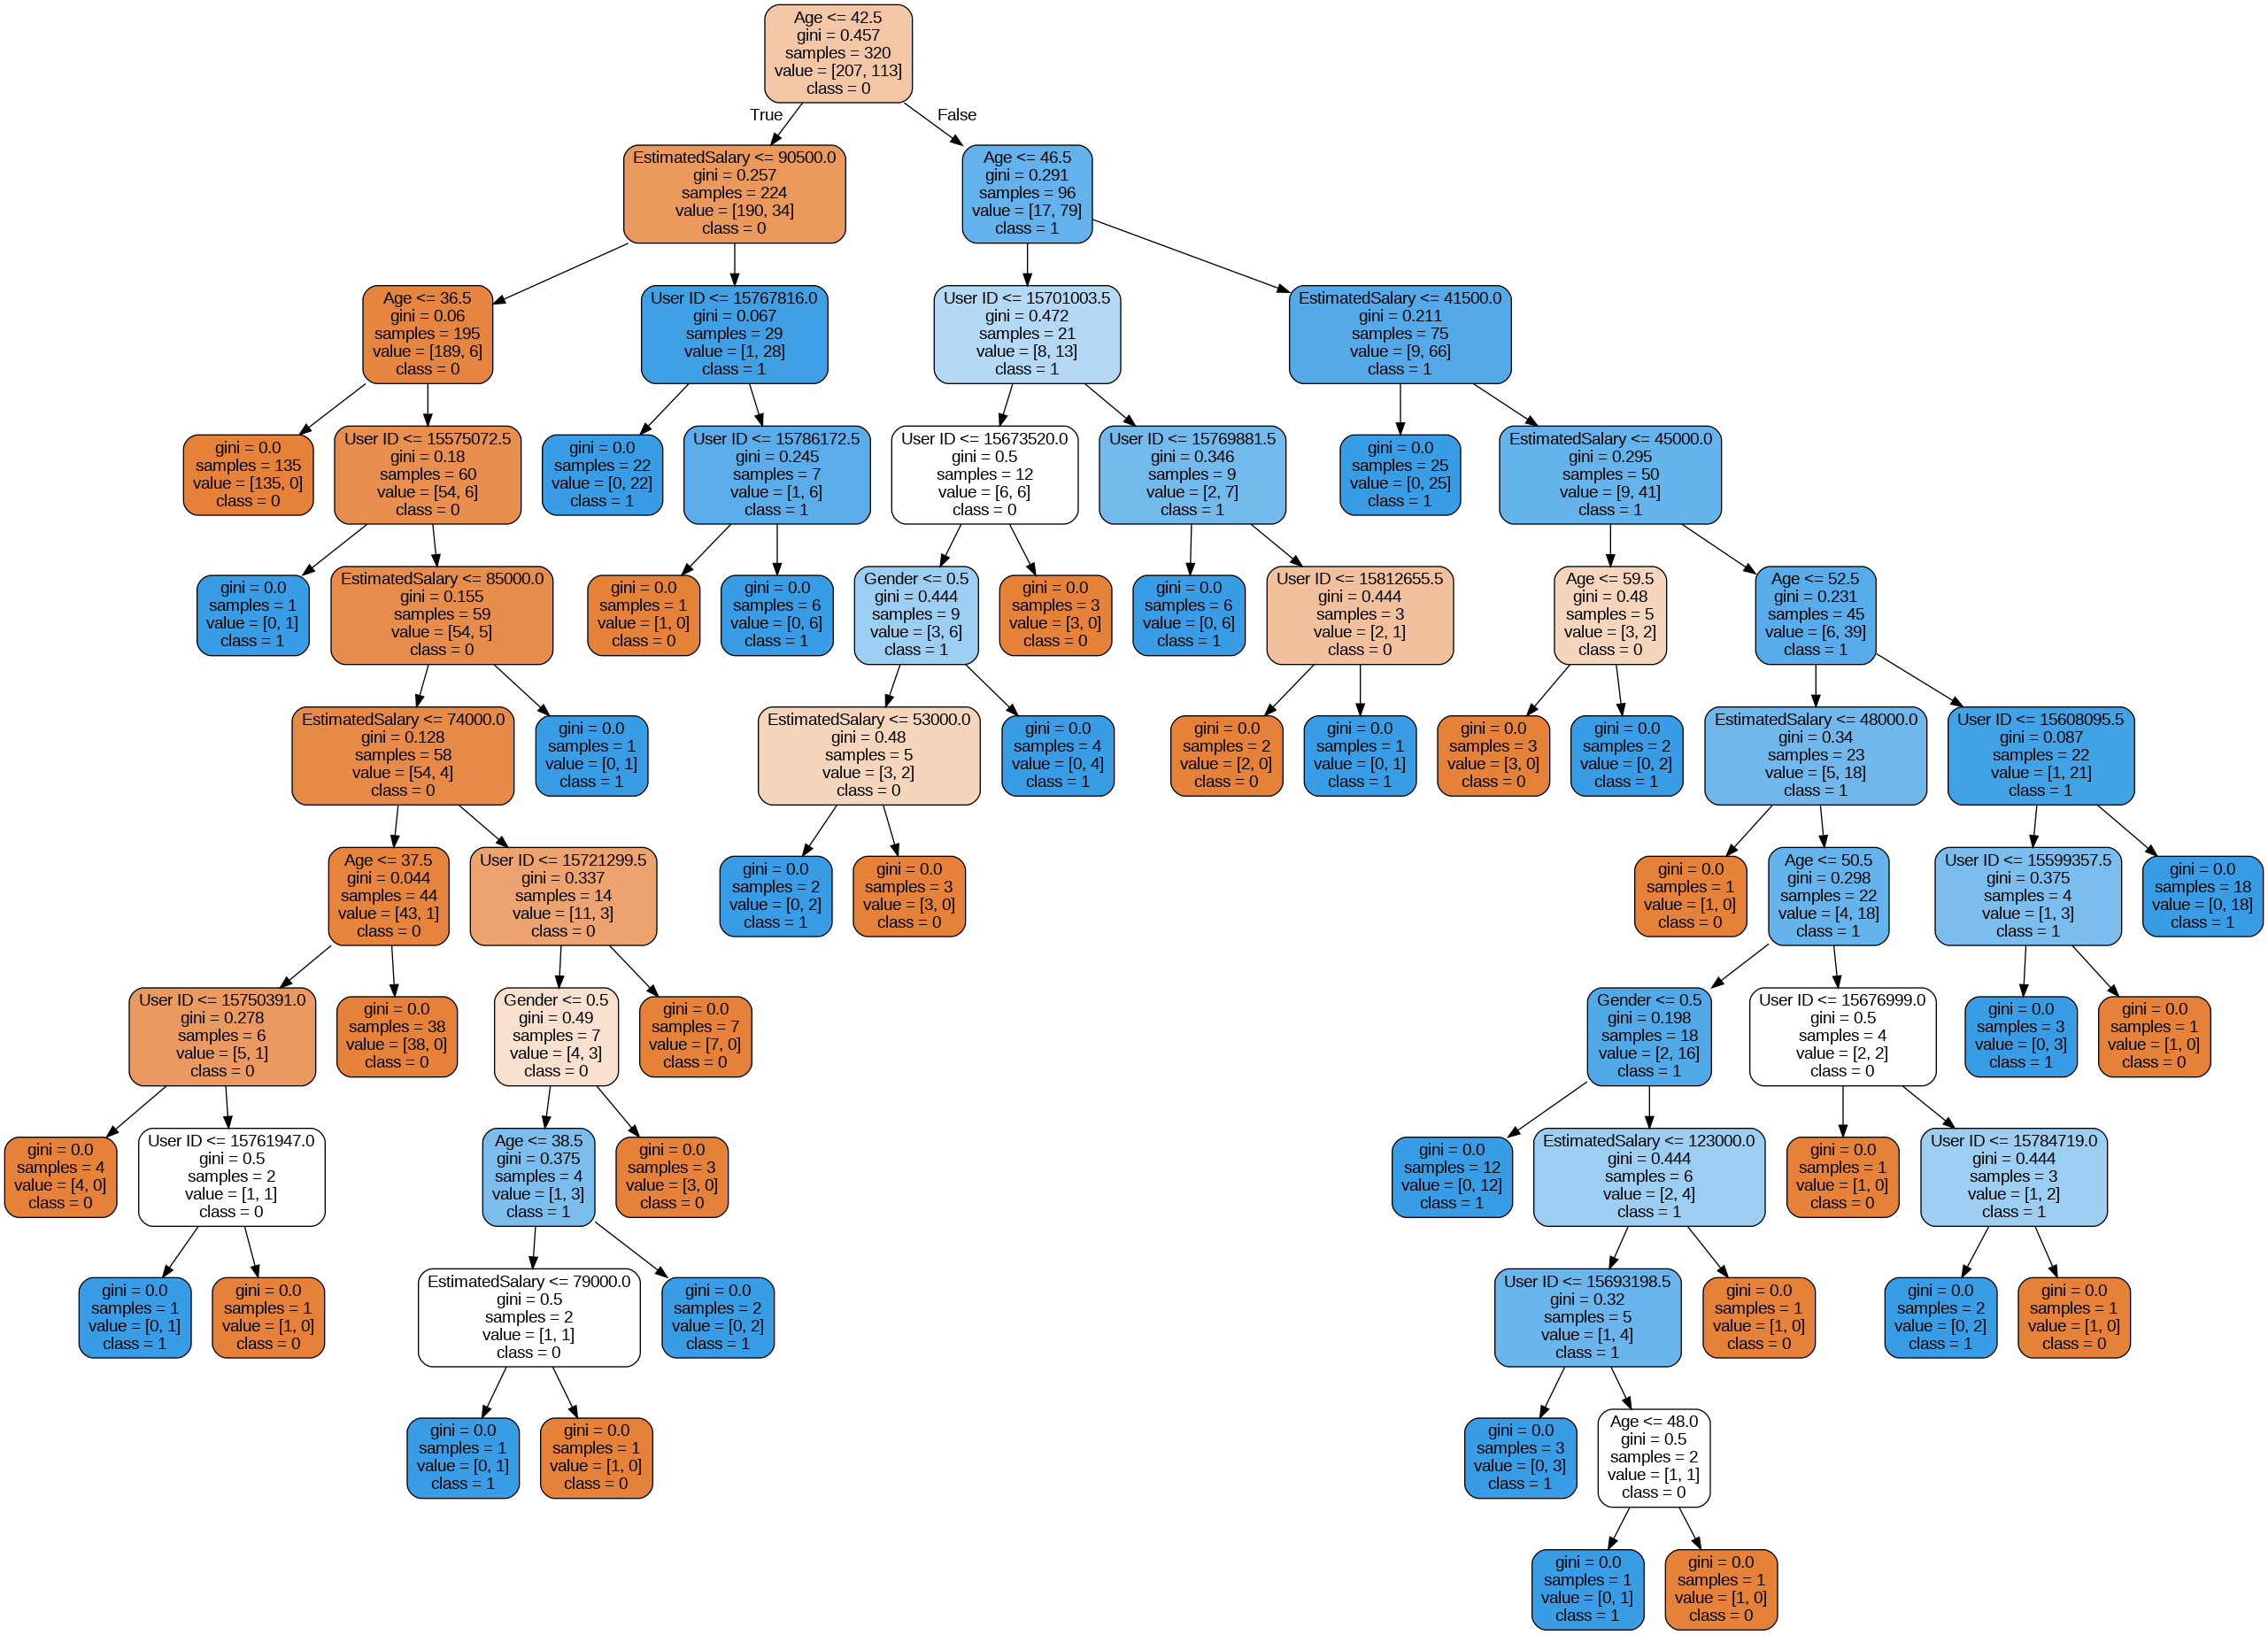 Age <= 42.5
gini = 0.457
samples = 320
value = [207, 113]
class = 0
True
False
EstimatedSalary <= 90500.0
gini = 0.257
samples = 224
value = [190, 34]
class = 0
Age <= 46.5
gini = 0.291
samples = 96
value = [17, 79]
class = 1
Age <= 36.5
gini = 0.06
samples = 195
value = [189, 6]
class = 0
User ID <= 15767816.0
gini = 0.067
samples = 29
value = [1, 28]
class = 1
User ID <= 15701003.5
gini = 0.472
samples = 21
value = [8, 13]
class = 1
EstimatedSalary <= 41500.0
gini = 0.211
samples = 75
value = [9, 66]
class = 1
gini = 0.0
samples = 135
value = [135, 0]
class = 0
User ID <= 15575072.5
gini = 0.18
samples = 60
value = [54, 6]
class = 0
gini = 0.0
samples = 22
value = [0, 22]
class = 1
User ID <= 15786172.5
gini = 0.245
samples = 7
value = [1, 6]
class = 1
User ID <= 15673520.0
gini = 0.5
samples = 12
value = [6, 6]
class = 0
User ID <= 15769881.5
gini = 0.346
samples = 9
value = [2, 7]
class = 1
gini = 0.0
samples = 25
value = [0, 25]
class = 1
EstimatedSalary <= 45000.0
gini = 0.295
samples = 50
value = [9, 41]
class = 1
gini = 0.0
samples = 1
value = [0, 1]
class = 1
EstimatedSalary <= 85000.0
gini = 0.155
samples = 59
value = [54, 5]
class = 0
gini = 0.0
samples = 1
value = [1, 0]
class = 0
gini = 0.0
samples = 6
value = [0, 6]
class = 1
Gender <= 0.5
gini = 0.444
samples = 9
value = [3, 6]
class = 1
gini = 0.0
samples = 3
value = [3, 0]
class = 0
gini = 0.0
samples = 6
value = [0, 6]
class = 1
User ID <= 15812655.5
gini = 0.444
samples = 3
value = [2, 1]
class = 0
Age <= 59.5
gini = 0.48
samples = 5
value = [3, 2]
class = 0
Age <= 52.5
gini = 0.231
samples = 45
value = [6, 39]
class = 1
EstimatedSalary <= 74000.0
gini = 0.128
samples = 58
value = [54, 4]
class = 0
gini = 0.0
samples = 1
value = [0, 1]
class = 1
EstimatedSalary <= 53000.0
gini = 0.48
samples = 5
value = [3, 2]
class = 0
gini = 0.0
samples = 4
value = [0, 4]
class = 1
gini = 0.0
samples = 2
value = [2, 0]
class = 0
gini = 0.0
samples = 1
value = [0, 1]
class = 1
gini = 0.0
samples = 3
value = [3, 0]
class = 0
gini = 0.0
samples = 2
value = [0, 2]
class = 1
EstimatedSalary <= 48000.0
gini = 0.34
samples = 23
value = [5, 18]
class = 1
User ID <= 15608095.5
gini = 0.087
samples = 22
value = [1, 21]
class = 1
Age <= 37.5
gini = 0.044
samples = 44
value = [43, 1]
class = 0
User ID <= 15721299.5
gini = 0.337
samples = 14
value = [11, 3]
class = 0
gini = 0.0
samples = 2
value = [0, 2]
class = 1
gini = 0.0
samples = 3
value = [3, 0]
class = 0
gini = 0.0
samples = 1
value = [1, 0]
class = 0
Age <= 50.5
gini = 0.298
samples = 22
value = [4, 18]
class = 1
User ID <= 15599357.5
gini = 0.375
samples = 4
value = [1, 3]
class = 1
gini = 0.0
samples = 18
value = [0, 18]
class = 1
User ID <= 15750391.0
gini = 0.278
samples = 6
value = [5, 1]
class = 0
gini = 0.0
samples = 38
value = [38, 0]
class = 0
Gender <= 0.5
gini = 0.49
samples = 7
value = [4, 3]
class = 0
gini = 0.0
samples = 7
value = [7, 0]
class = 0
Gender <= 0.5
gini = 0.198
samples = 18
value = [2, 16]
class = 1
User ID <= 15676999.0
gini = 0.5
samples = 4
value = [2, 2]
class = 0
gini = 0.0
samples = 3
value = [0, 3]
class = 1
gini = 0.0
samples = 1
value = [1, 0]
class = 0
gini = 0.0
samples = 4
value = [4, 0]
class = 0
User ID <= 15761947.0
gini = 0.5
samples = 2
value = [1, 1]
class = 0
Age <= 38.5
gini = 0.375
samples = 4
value = [1, 3]
class = 1
gini = 0.0
samples = 3
value = [3, 0]
class = 0
gini = 0.0
samples = 12
value = [0, 12]
class = 1
EstimatedSalary <= 123000.0
gini = 0.444
samples = 6
value = [2, 4]
class = 1
gini = 0.0
samples = 1
value = [1, 0]
class = 0
User ID <= 15784719.0
gini = 0.444
samples = 3
value = [1, 2]
class = 1
gini = 0.0
samples = 1
value = [0, 1]
class = 1
gini = 0.0
samples = 1
value = [1, 0]
class = 0
EstimatedSalary <= 79000.0
gini = 0.5
samples = 2
value = [1, 1]
class = 0
gini = 0.0
samples = 2
value = [0, 2]
class = 1
User ID <= 15693198.5
gini = 0.32
samples = 5
value = [1, 4]
class = 1
gini = 0.0
samples = 1
value = [1, 0]
class = 0
gini = 0.0
samples = 2
value = [0, 2]
class = 1
gini = 0.0
samples = 1
value = [1, 0]
class = 0
gini = 0.0
samples = 1
value = [0, 1]
class = 1
gini = 0.0
samples = 1
value = [1, 0]
class = 0
gini = 0.0
samples = 3
value = [0, 3]
class = 1
Age <= 48.0
gini = 0.5
samples = 2
value = [1, 1]
class = 0
gini = 0.0
samples = 1
value = [0, 1]
class = 1
gini = 0.0
samples = 1
value = [1, 0]
class = 0